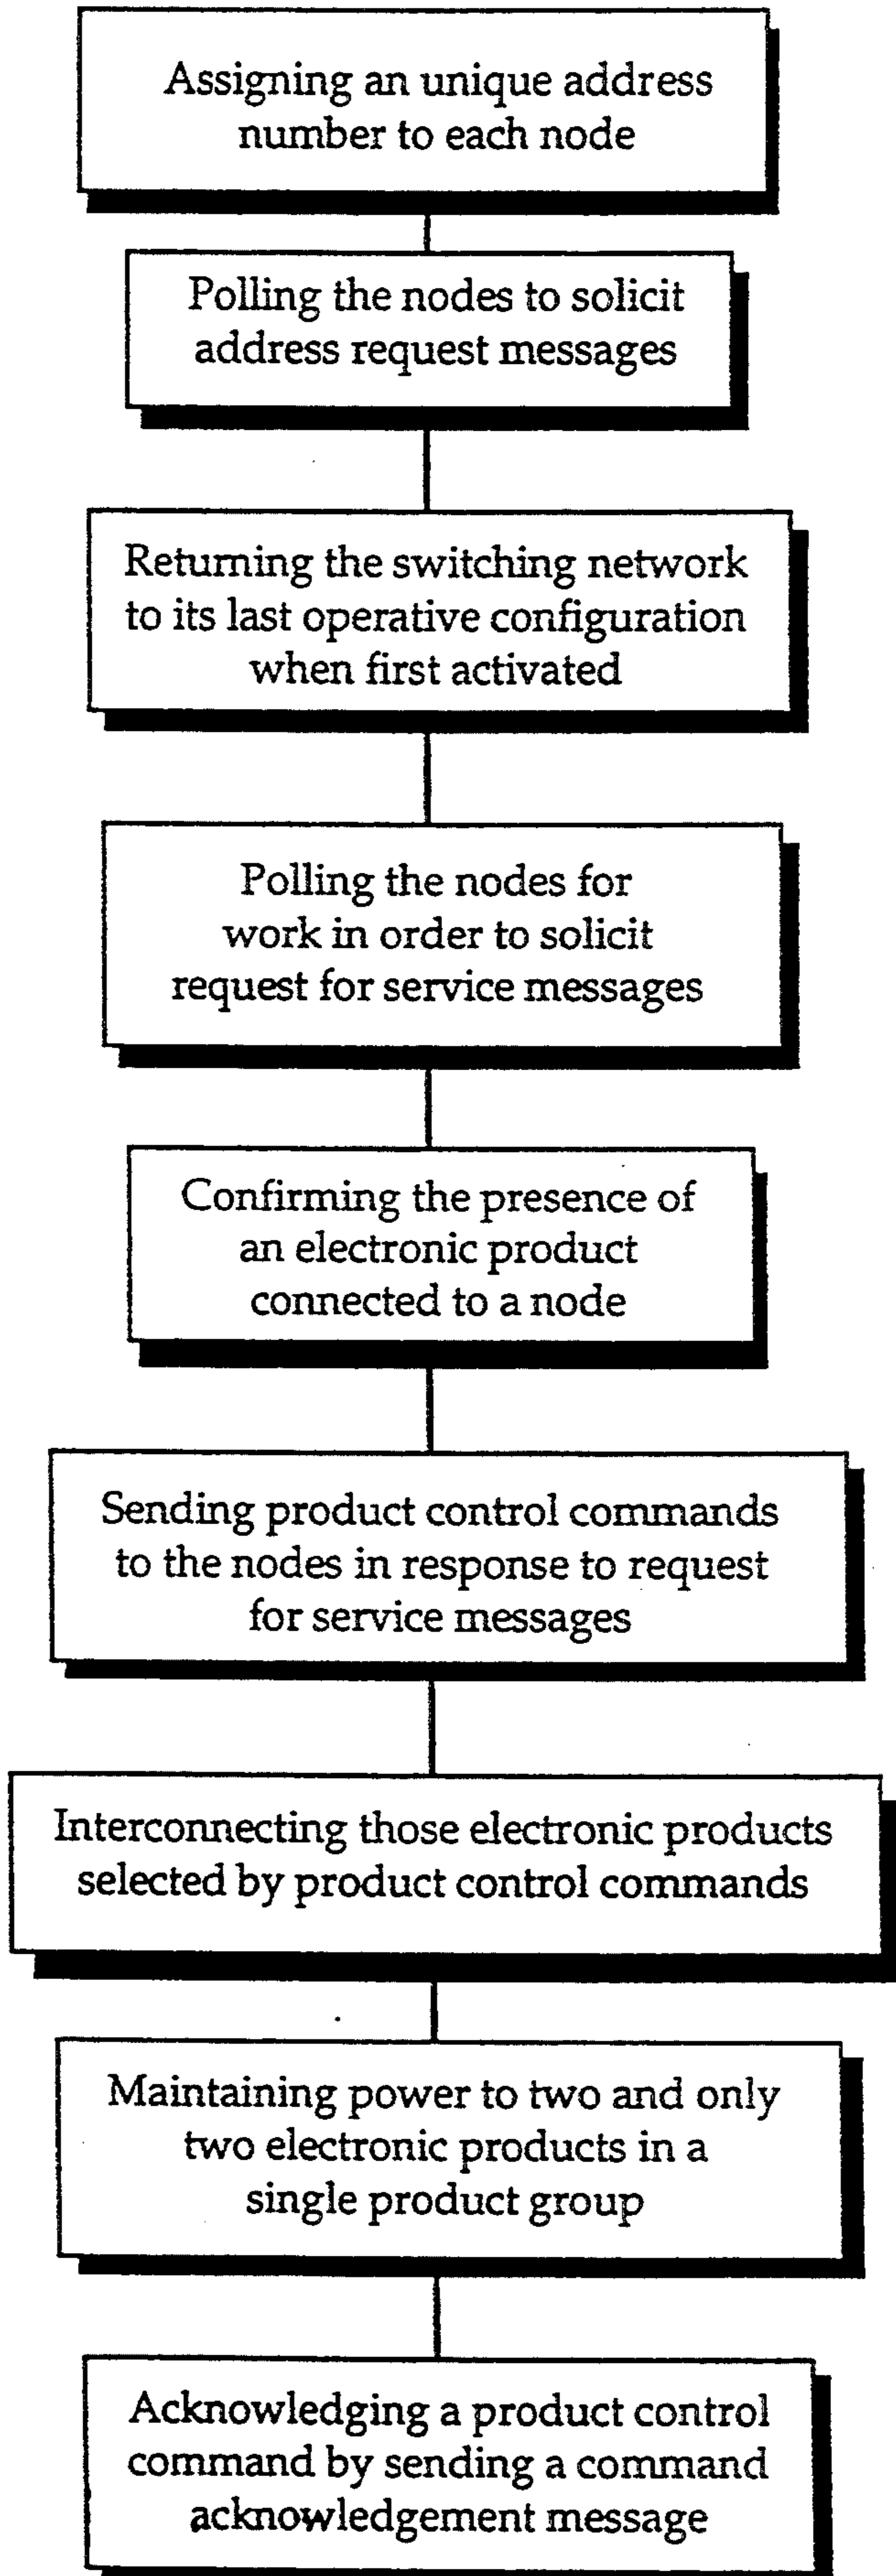 Assigning an unique address
number to each node
Polling the nodes to solicit
address request messages
Returning the switching network
to its last operative configuration
when first activated
Polling the nodes for
work in order to solicit
request for service messages
Confirming the presence of
an electronic product
connected to a node
Sending product control commands
to the nodes in response to request
for service messages
Interconnecting those electronic products
selected by product control commands
Maintaining power to two and only
two electronic products in a
single product group
Acknowledging a product control
command by sending a command
acknowledgement message